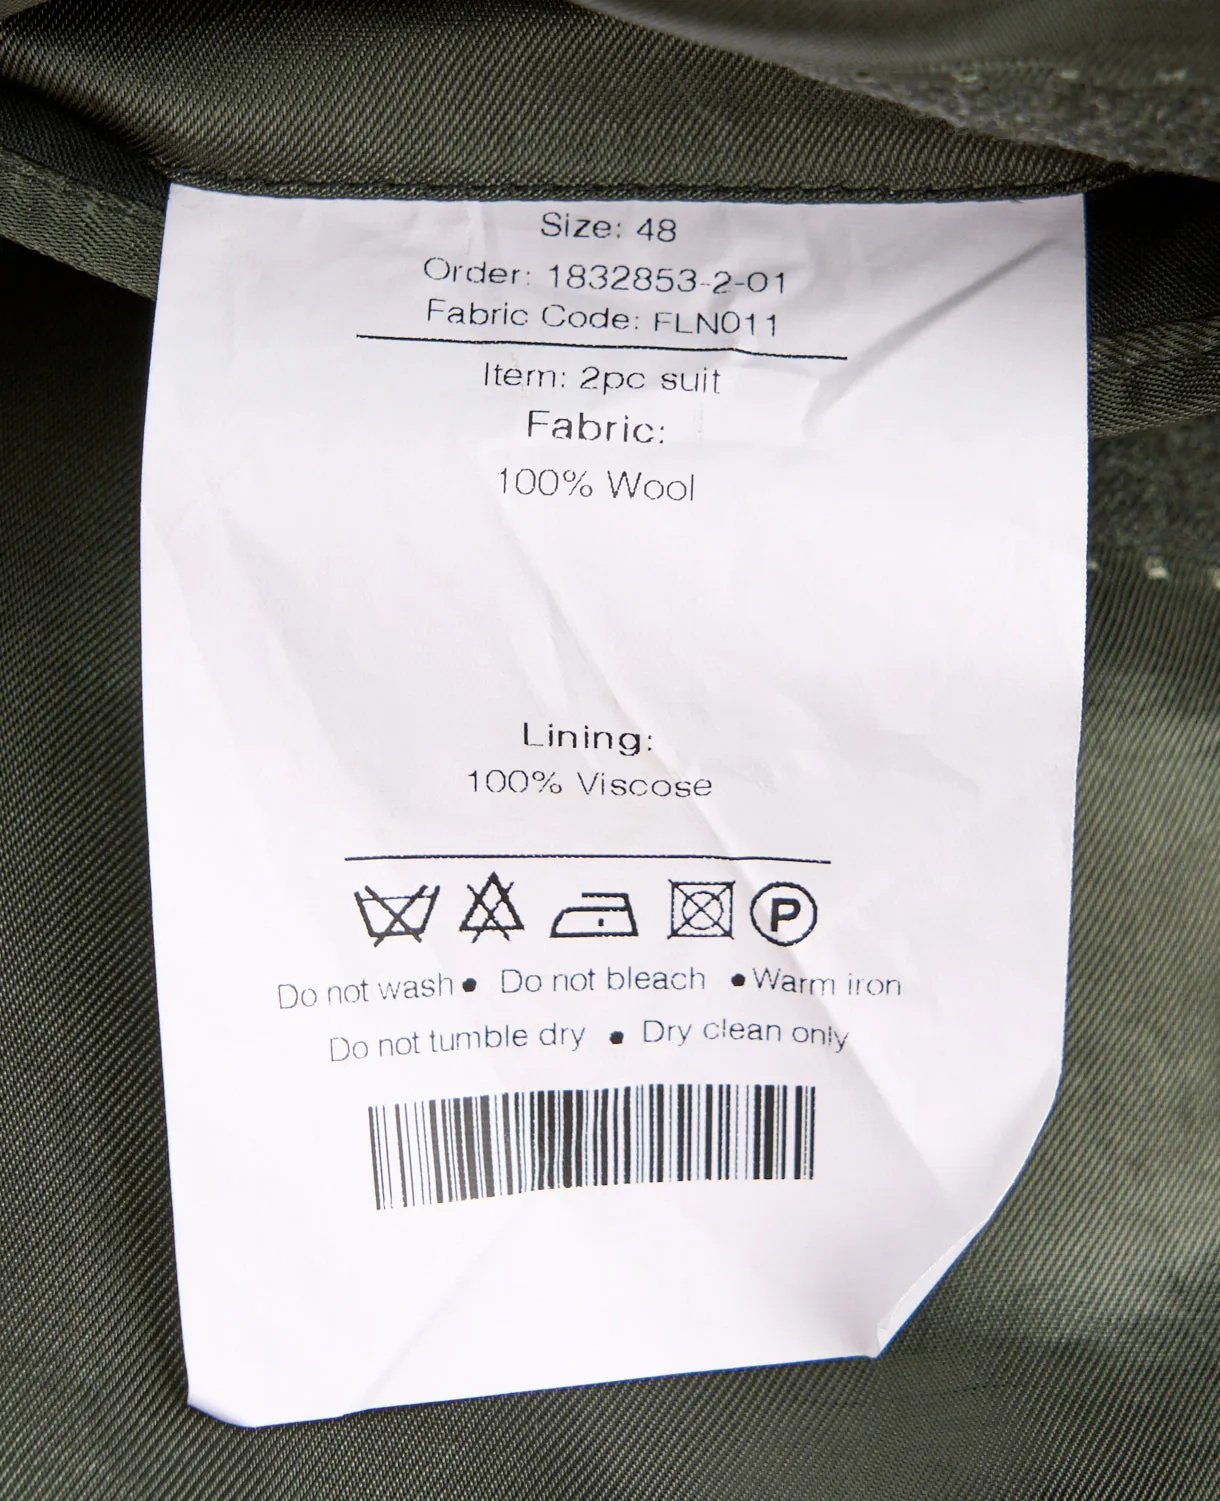 Size: 48
Order: 1832853-2-01
Fabric Code: FLN011
Item: 2pc suit
Fabric:
100% Wool
Lining:
100% Viscose
P
Do not wash • Do not bleach • Warm iron
Do not tumble dry • Dry clean only